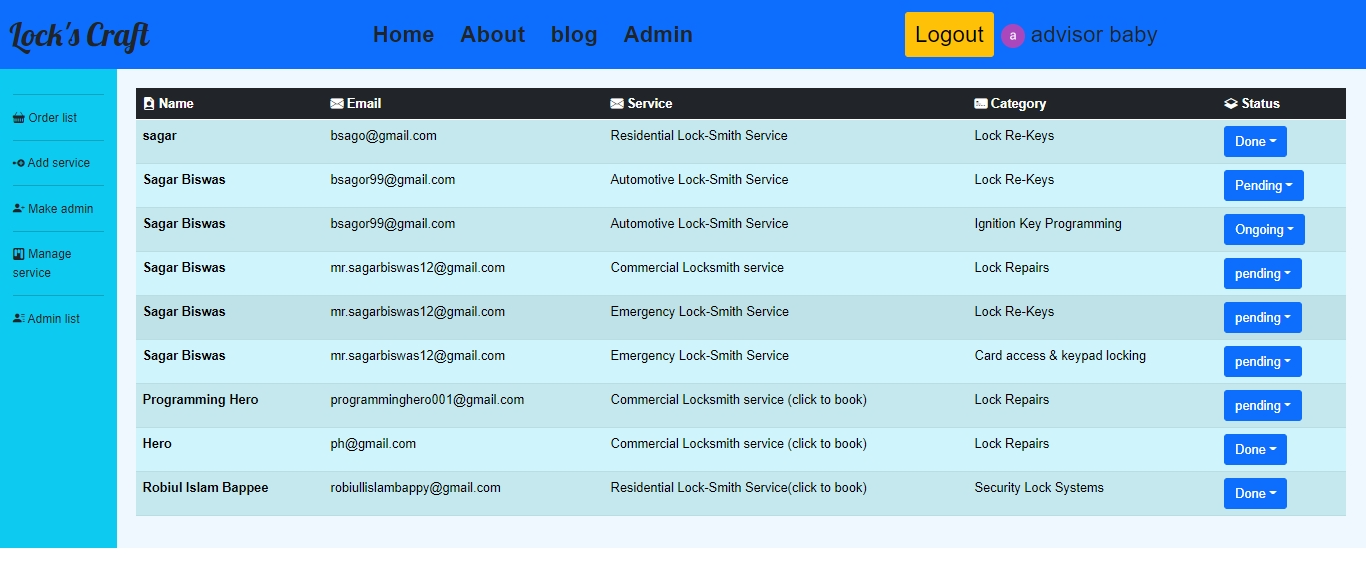 Lock's Craft Home About blog Admin Logout a advisor baby
Order list
Add service
Make admin
Manage
service
Admin list
Name Email Service Category Status
sagar bsago@gmail.com Residential Lock-Smith Service Lock Re-Keys Done
Sagar Biswas bsagor99@gmail.com Automotive Lock-Smith Service Lock Re-Keys Pending
Sagar Biswas bsagor99@gmail.com Automotive Lock-Smith Service Ignition Key Programming Ongoing
Sagar Biswas mr.sagarbiswas12@gmail.com Commercial Locksmith service Lock Repairs pending
Sagar Biswas mr.sagarbiswas12@gmail.com Emergency Lock-Smith Service Lock Re-Keys pending
Sagar Biswas mr.sagarbiswas12@gmail.com Emergency Lock-Smith Service Card access & keypad locking pending
Programming Hero programminghero001@gmail.com Commercial Locksmith service (click to book) Lock Repairs pending
Hero ph@gmail.com Commercial Locksmith service (click to book) Lock Repairs Done
Robiul Islam Bappee robiullislambappy@gmail.com Residential Lock-Smith Service(click to book) Security Lock Systems Done